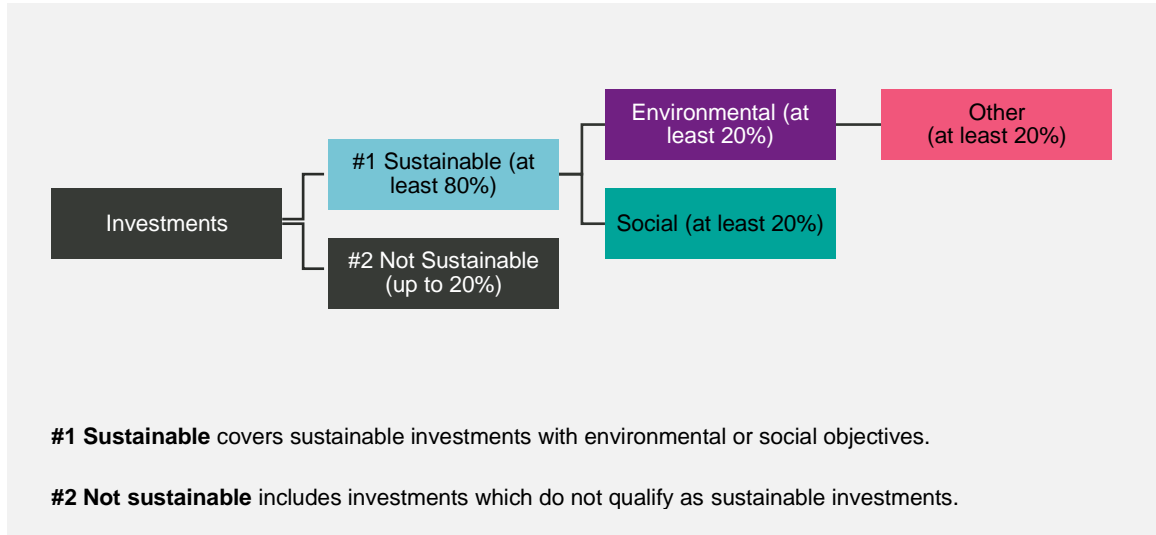 Environmental (at
least 20%)
Other
(at least 20%)
#1 Sustainable (at
least 80%)
Investments
Social (at least 20%)
#2 Not Sustainable
(up to 20%)
#1 Sustainable covers sustainable investments with environmental or social objectives.
#2 Not sustainable includes investments which do not qualify as sustainable investments.